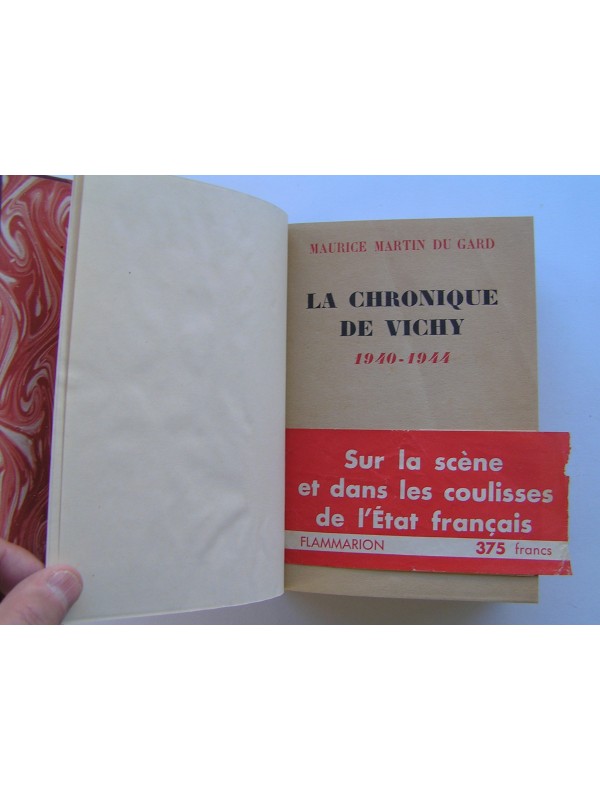 MAURICE MARTIN DU GARD
LA CHRONIQUE
DE VICHY
1940-1944
Sur la scène
et dans les coulisses
de l'État français
FLAMMARION 375 francs